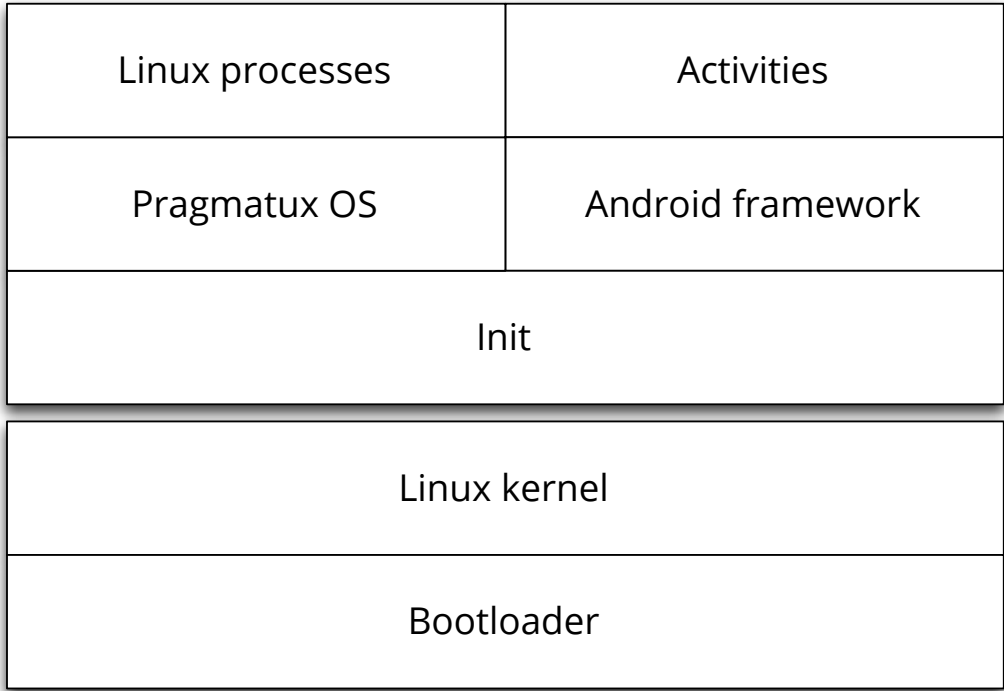 Linux processes
Activities
Pragmatux OS
Android framework
Init
Linux kernel
Bootloader